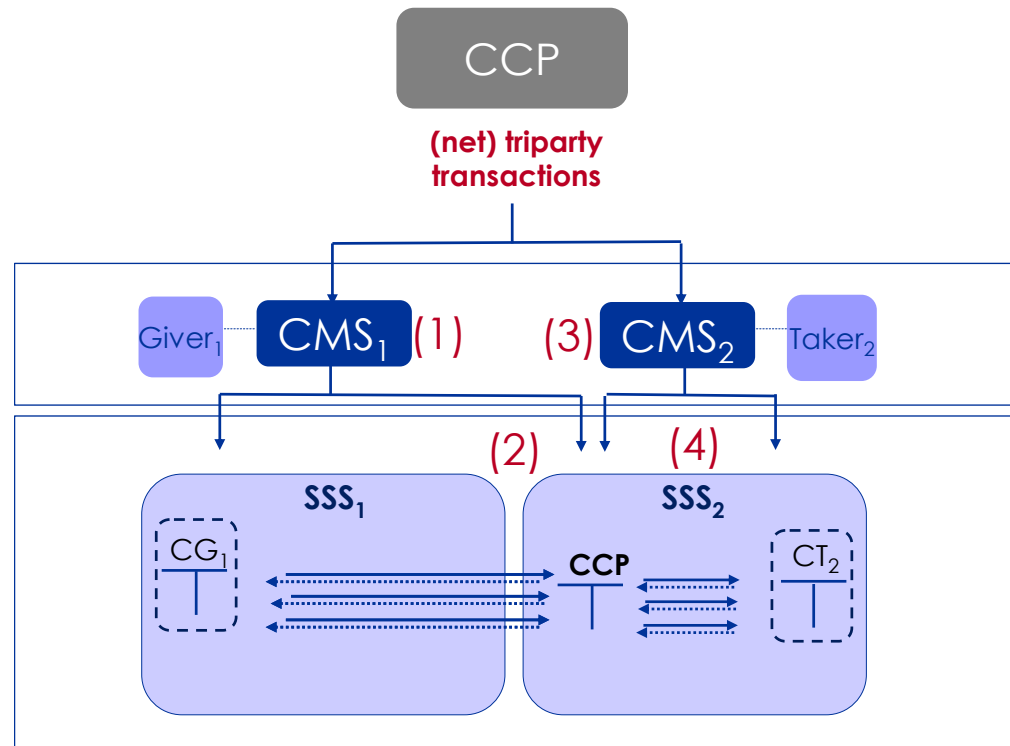 CCP
(net) triparty
transactions
Giver₁
CMS₁
(1)
(3)
CMS₂
Taker₂
(2)
(4)
SSS₁
SSS₂
CG₁
CCP
CT₂